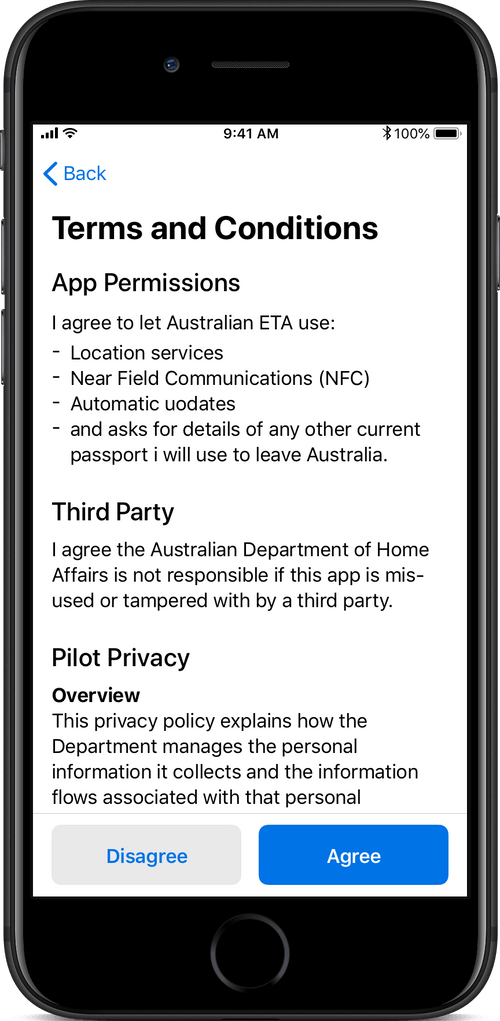 9:41 AM
100%
Back
Terms and Conditions
App Permissions
I agree to let Australian ETA use:
- Location services
- Near Field Communications (NFC)
- Automatic uodates
- and asks for details of any other current
passport i will use to leave Australia.
Third Party
I agree the Australian Department of Home
Affairs is not responsible if this app is mis-
used or tampered with by a third party.
Pilot Privacy
Overview
This privacy policy explains how the
Department manages the personal
information it collects and the information
flows associated with that personal
Disagree
Agree